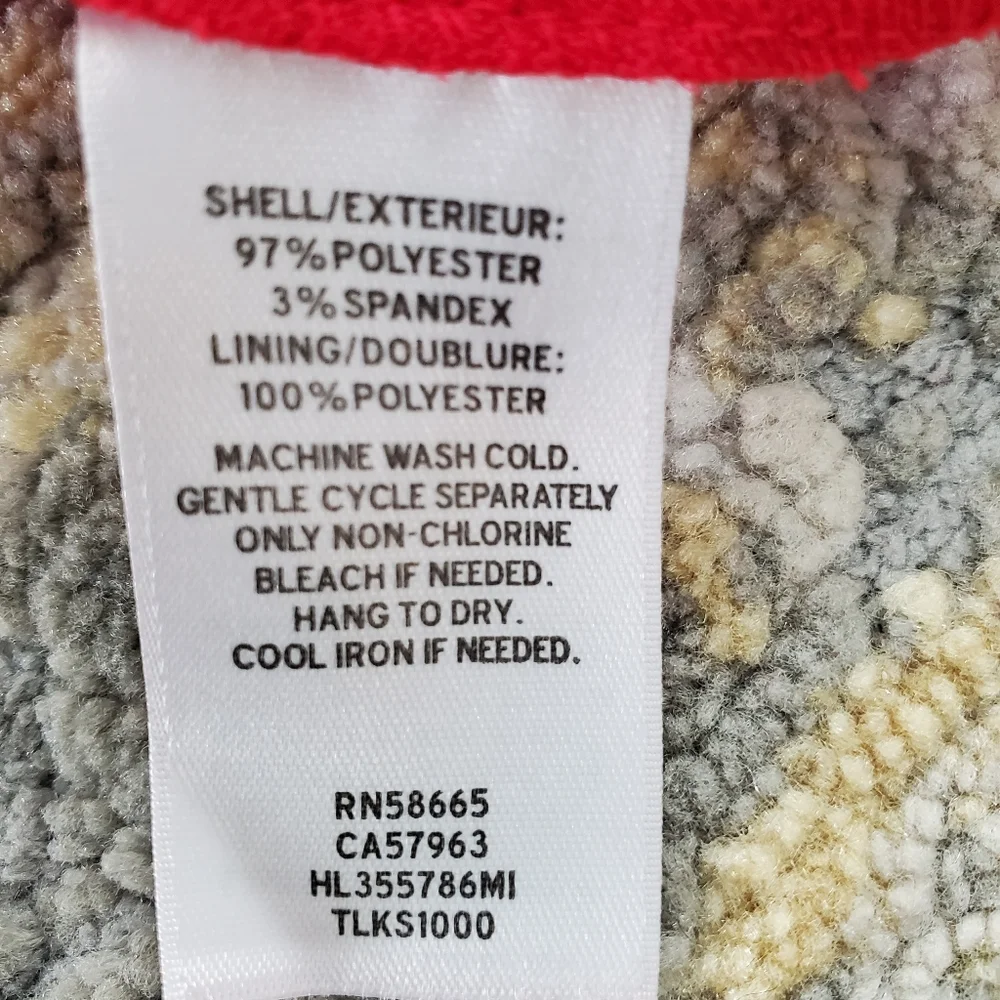 SHELL/EXTERIEUR:
97%POLYESTER
3%SPANDEX
LINING/DOUBLURE:
100%POLYESTER
MACHINE WASH COLD.
GENTLE CYCLE SEPARATELY
ONLY NON-CHLORINE
BLEACH IF NEEDED.
HANG TO DRY.
COOL IRON IF NEEDED.
RN58665
CA57963
HL355786MI
TLKS1000